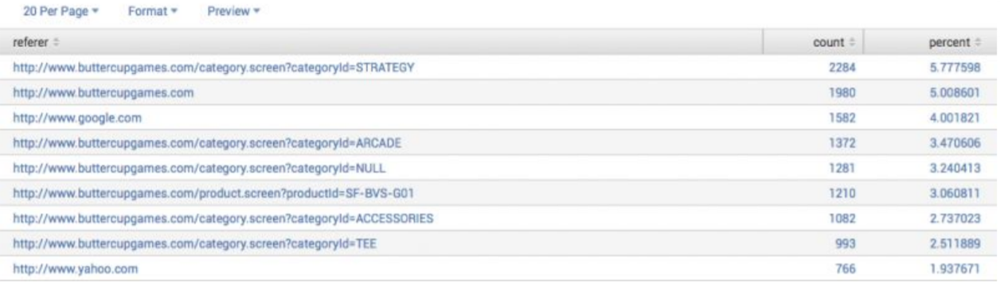 20 Per Page Format Preview
referer count percent
http://www.buttercupgames.com/category.screen?categoryId=STRATEGY 2284 5.777598
http://www.buttercupgames.com 1980 5.008601
http://www.google.com 1582 4.001821
http://www.buttercupgames.com/category.screen?categoryId=ARCADE 1372 3.470606
http://www.buttercupgames.com/category.screen?categoryId=NULL 1281 3.240413
http://www.buttercupgames.com/product.screen?productId=SF-BVS-G01 1210 3.060811
http://www.buttercupgames.com/category.screen?categoryId=ACCESSORIES 1082 2.737023
http://www.buttercupgames.com/category.screen?categoryId=TEE 993 2.511889
http://www.yahoo.com 766 1.937671